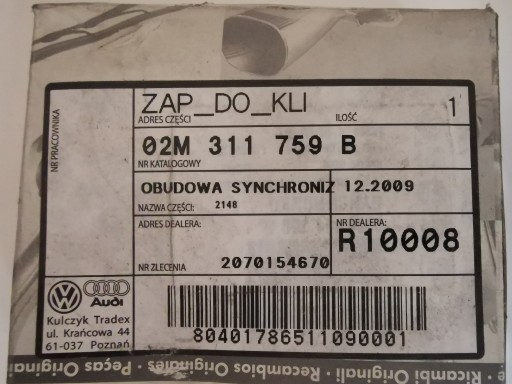 ZAP_DO_KLI
ADRES CZĘŚCI
ILOŚĆ
1
NR PRACOWNIKA
02M 311 759 B
NR KATALOGOWY
OBUDOWA SYNCHRONIZ 12.2009
NAZWA CZĘŚCI: 2148
ADRES DEALERA:
NR DEALERA:
R10008
NR ZLECENIA 2070154670
Audi
Kulczyk Tradex
ul. Krańcowa 44
61-037 Poznań
80401786511090001
Ricambi Originali · Recambios Originales · Peças Originai